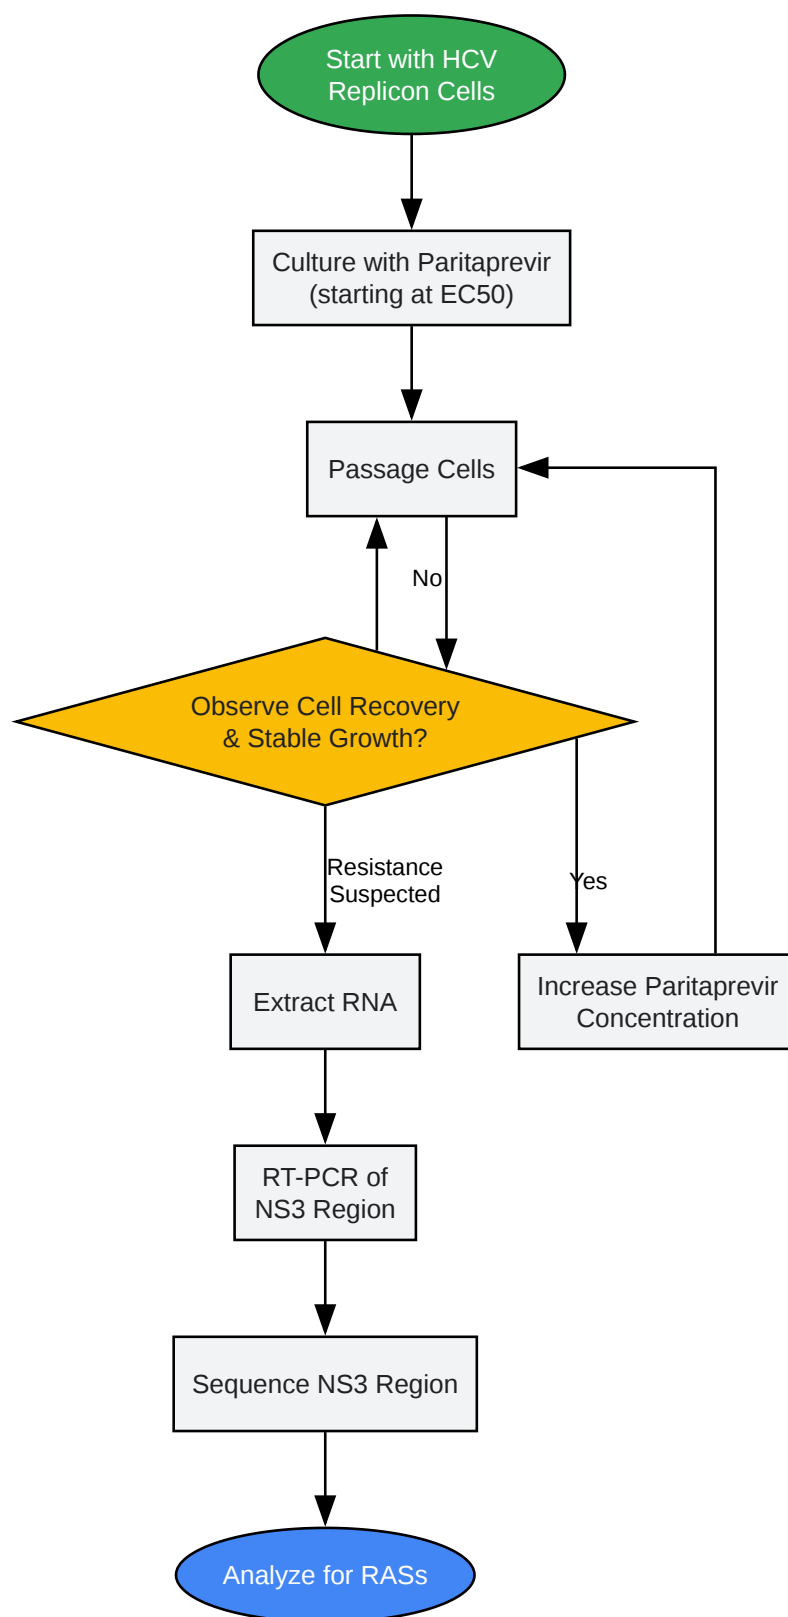 Start with HCV
Replicon Cells
Culture with Paritaprevir
(starting at EC50)
Passage Cells
No
Observe Cell Recovery
& Stable Growth?
Resistance
Suspected
Yes
Extract RNA
Increase Paritaprevir
Concentration
RT-PCR of
NS3 Region
Sequence NS3 Region
Analyze for RASs